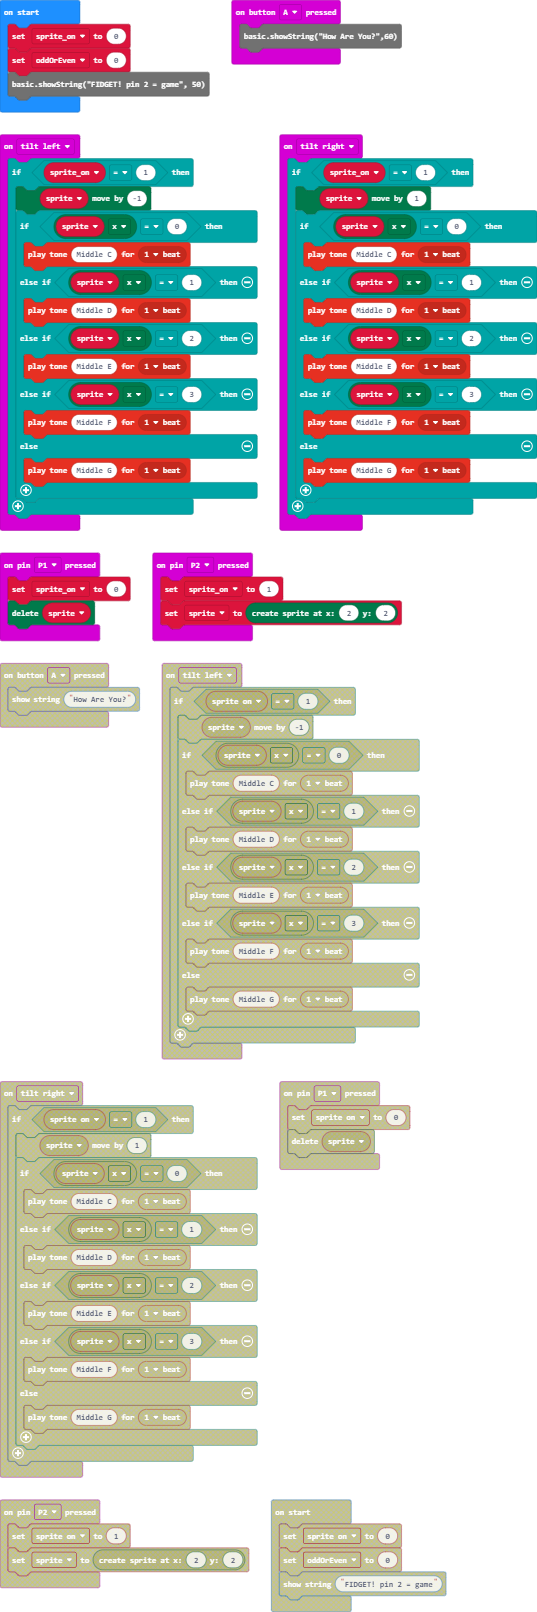 on start
set sprite_on to 0
set oddOrEven to 0
basic.showString("FIDGET! pin 2 = game", 50)
on button A pressed
basic.showString("How Are You?",60)
on tilt left
if sprite_on = 1 then
sprite move by -1
if sprite x = 0 then
play tone Middle C for 1 beat
else if sprite x = 1 then
play tone Middle D for 1 beat
else if sprite x = 2 then
play tone Middle E for 1 beat
else if sprite x = 3 then
play tone Middle F for 1 beat
else
play tone Middle G for 1 beat
on tilt right
if sprite_on = 1 then
sprite move by 1
if sprite x = 0 then
play tone Middle C for 1 beat
else if sprite x = 1 then
play tone Middle D for 1 beat
else if sprite x = 2 then
play tone Middle E for 1 beat
else if sprite x = 3 then
play tone Middle F for 1 beat
else
play tone Middle G for 1 beat
on pin P1 pressed
set sprite_on to 0
delete sprite
on pin P2 pressed
set sprite_on to 1
set sprite to create sprite at x: 2 y: 2
on button A pressed
show string "How Are You?"
on tilt left
if sprite on = 1 then
sprite move by -1
if sprite x = 0 then
play tone Middle C for 1 beat
else if sprite x = 1 then
play tone Middle D for 1 beat
else if sprite x = 2 then
play tone Middle E for 1 beat
else if sprite x = 3 then
play tone Middle F for 1 beat
else
play tone Middle G for 1 beat
on tilt right
if sprite on = 1 then
sprite move by 1
if sprite x = 0 then
play tone Middle C for 1 beat
else if sprite x = 1 then
play tone Middle D for 1 beat
else if sprite x = 2 then
play tone Middle E for 1 beat
else if sprite x = 3 then
play tone Middle F for 1 beat
else
play tone Middle G for 1 beat
on pin P1 pressed
set sprite on to 0
delete sprite
on pin P2 pressed
set sprite on to 1
set sprite to create sprite at x: 2 y: 2
on start
set sprite on to 0
set oddOrEven to 0
show string "FIDGET! pin 2 = game"